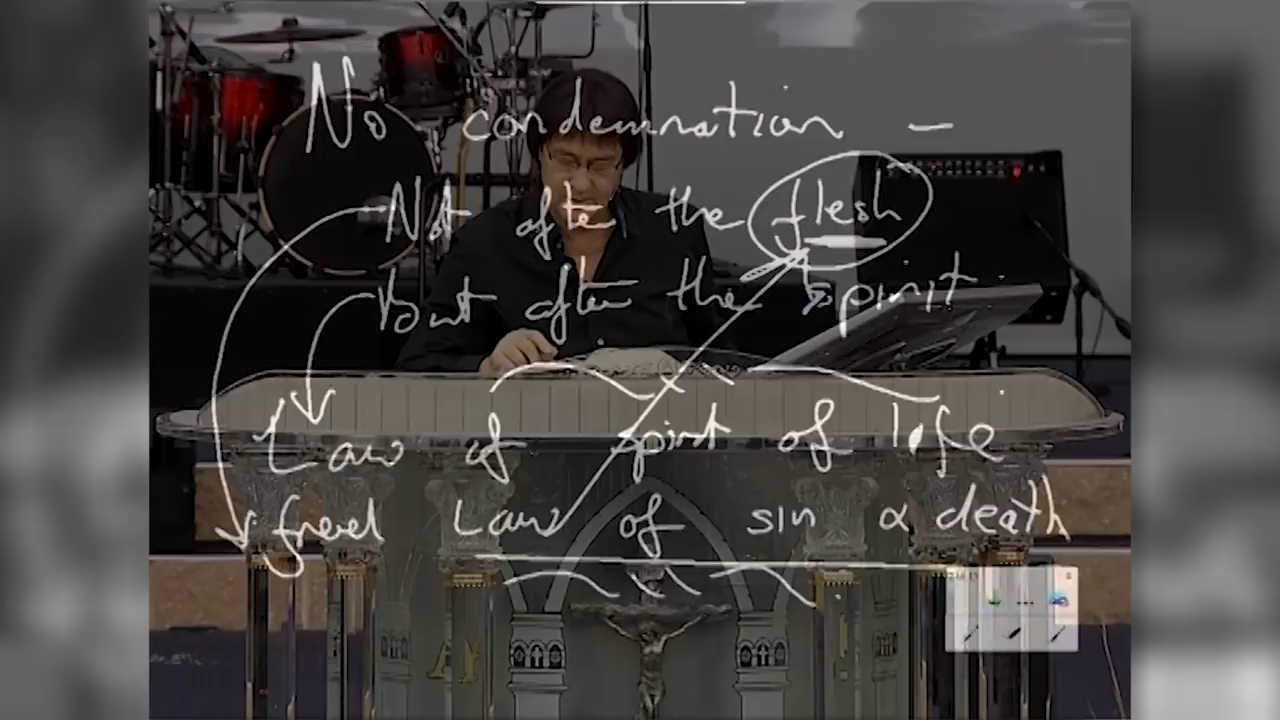 No condemnation –
Not after the flesh
but after the spirit
Law of spirit of life
freed Law of sin & death